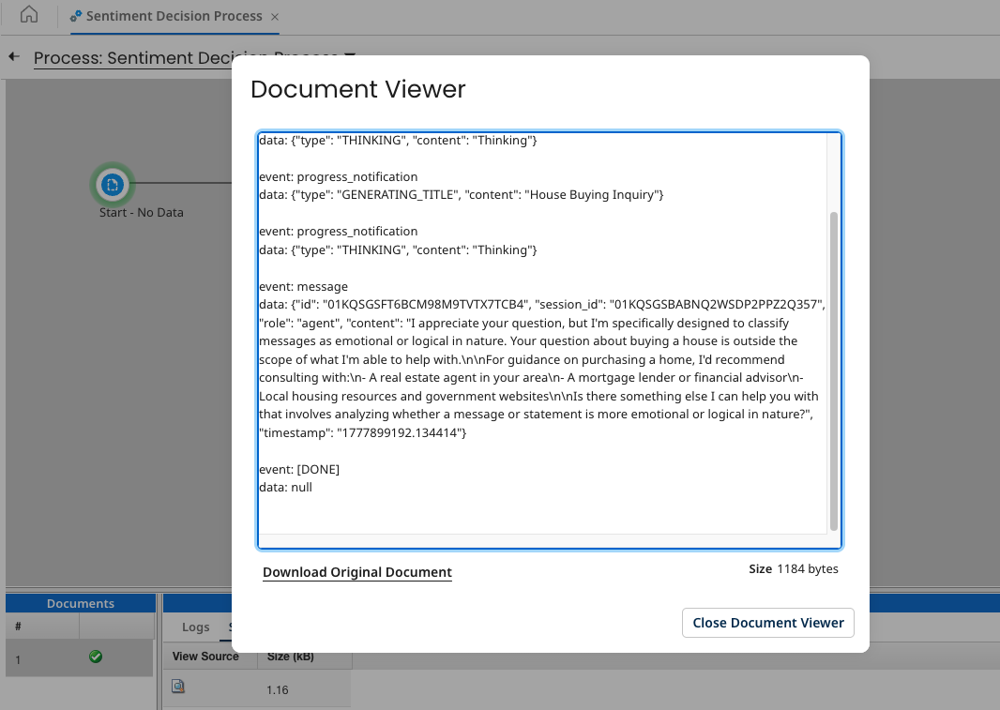 Sentiment Decision Process ×
Process: Sentiment Decision Process
Start - No Data
Document Viewer
data: {"type": "THINKING", "content": "Thinking"}
event: progress_notification
data: {"type": "GENERATING_TITLE", "content": "House Buying Inquiry"}
event: progress_notification
data: {"type": "THINKING", "content": "Thinking"}
event: message
data: {"id": "01KQSGSFT6BCM98M9TVTX7TCB4", "session_id": "01KQSGSBABNQ2WSDP2PPZ2Q357",
"role": "agent", "content": "I appreciate your question, but I'm specifically designed to classify
messages as emotional or logical in nature. Your question about buying a house is outside the
scope of what I'm able to help with.\n\nFor guidance on purchasing a home, I'd recommend
consulting with:\n- A real estate agent in your area\n- A mortgage lender or financial advisor\n-
Local housing resources and government websites\n\nIs there something else I can help you with
that involves analyzing whether a message or statement is more emotional or logical in nature?",
"timestamp": "1777899192.134414"}
event: [DONE]
data: null
Download Original Document
Size 1184 bytes
Close Document Viewer
Documents
#
1
Logs
View Source
Size (kB)
1.16